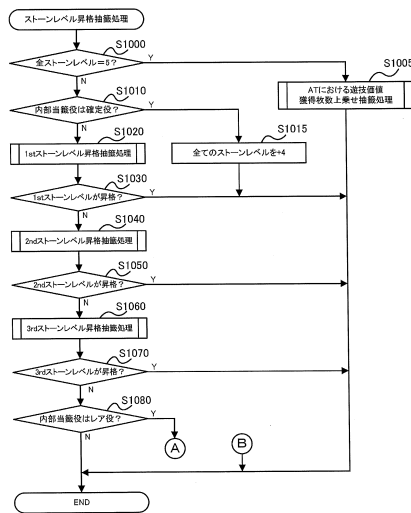 ストーンレベル昇格抽籤処理
S1000
全ストーンレベル＝5？
Y
N
S1005
ATにおける遊技価値
獲得枚数上乗せ抽籤処理
S1010
内部当籤役は確定役？
Y
N
S1015
全てのストーンレベルを+4
S1020
1stストーンレベル昇格抽籤処理
S1030
1stストーンレベルが昇格？
Y
N
S1040
2ndストーンレベル昇格抽籤処理
S1050
2ndストーンレベルが昇格？
Y
N
S1060
3rdストーンレベル昇格抽籤処理
S1070
3rdストーンレベルが昇格？
Y
N
S1080
内部当籤役はレア役？
Y
N
A
B
END